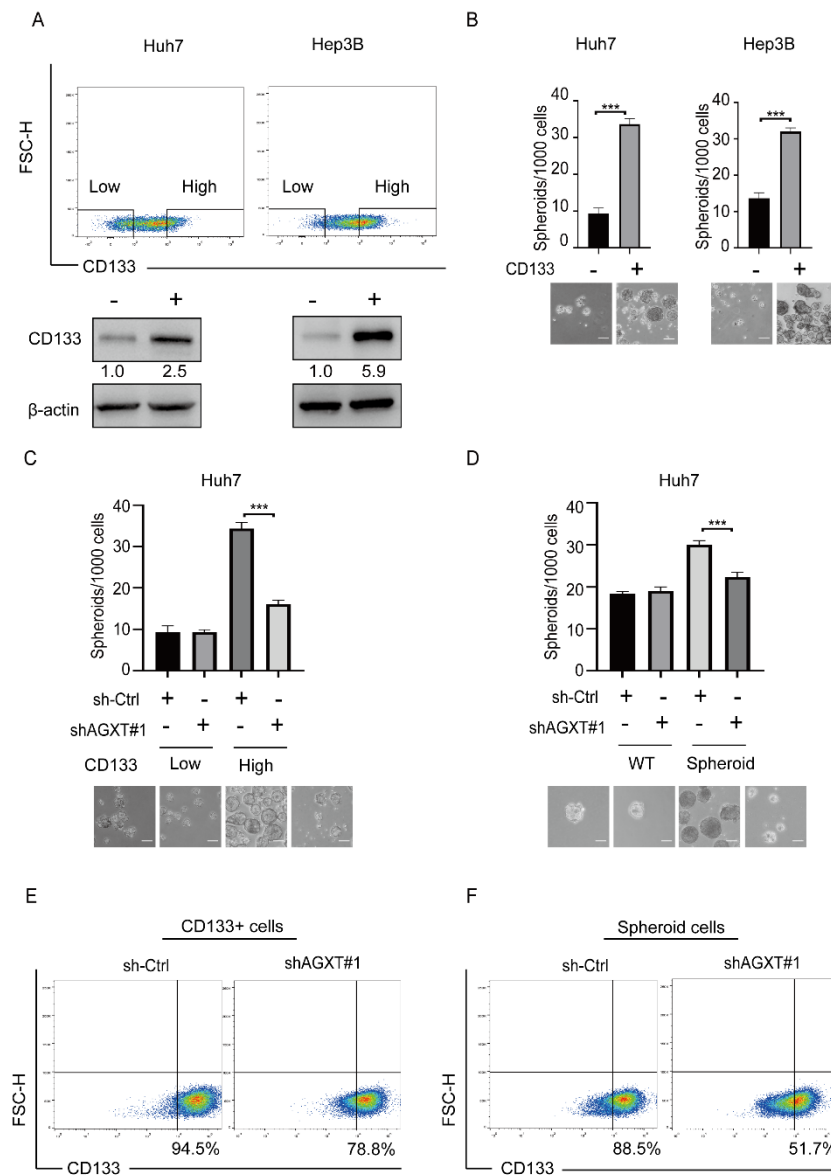 A
Huh7
Hep3B
FSC-H
Low
High
Low
High
CD133
-
+
-
+
CD133
1.0
2.5
1.0
5.9
β-actin
B
Huh7
Hep3B
Spheroids/1000 cells
40
30
20
10
0
***
Spheroids/1000 cells
40
30
20
10
0
***
CD133
-
+
-
+
C
Huh7
Spheroids/1000 cells
40
30
20
10
0
***
sh-Ctrl + - + -
shAGXT#1 - + - +
CD133 Low High
D
Huh7
Spheroids/1000 cells
40
30
20
10
0
***
sh-Ctrl + - + -
shAGXT#1 - + - +
WT Spheroid
E
CD133+ cells
sh-Ctrl
shAGXT#1
FSC-H
94.5%
78.8%
CD133
F
Spheroid cells
sh-Ctrl
shAGXT#1
FSC-H
88.5%
51.7%
CD133